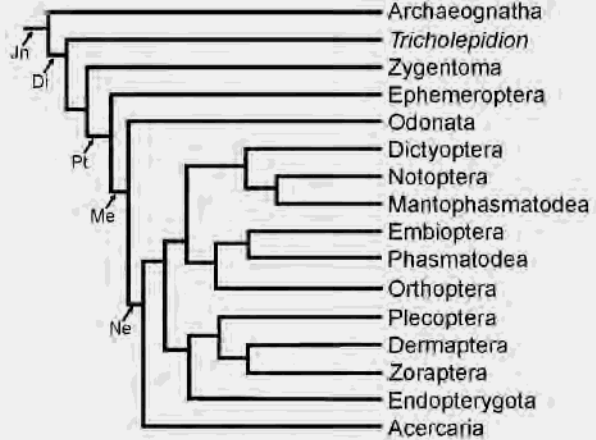 Archaeognatha
Jn
Tricholepidion
Di
Zygentoma
Ephemeroptera
Odonata
Dictyoptera
Pt
Notoptera
Mantophasmatodea
Me
Embioptera
Phasmatodea
Orthoptera
Plecoptera
Ne
Dermaptera
Zoraptera
Endopterygota
Acercaria